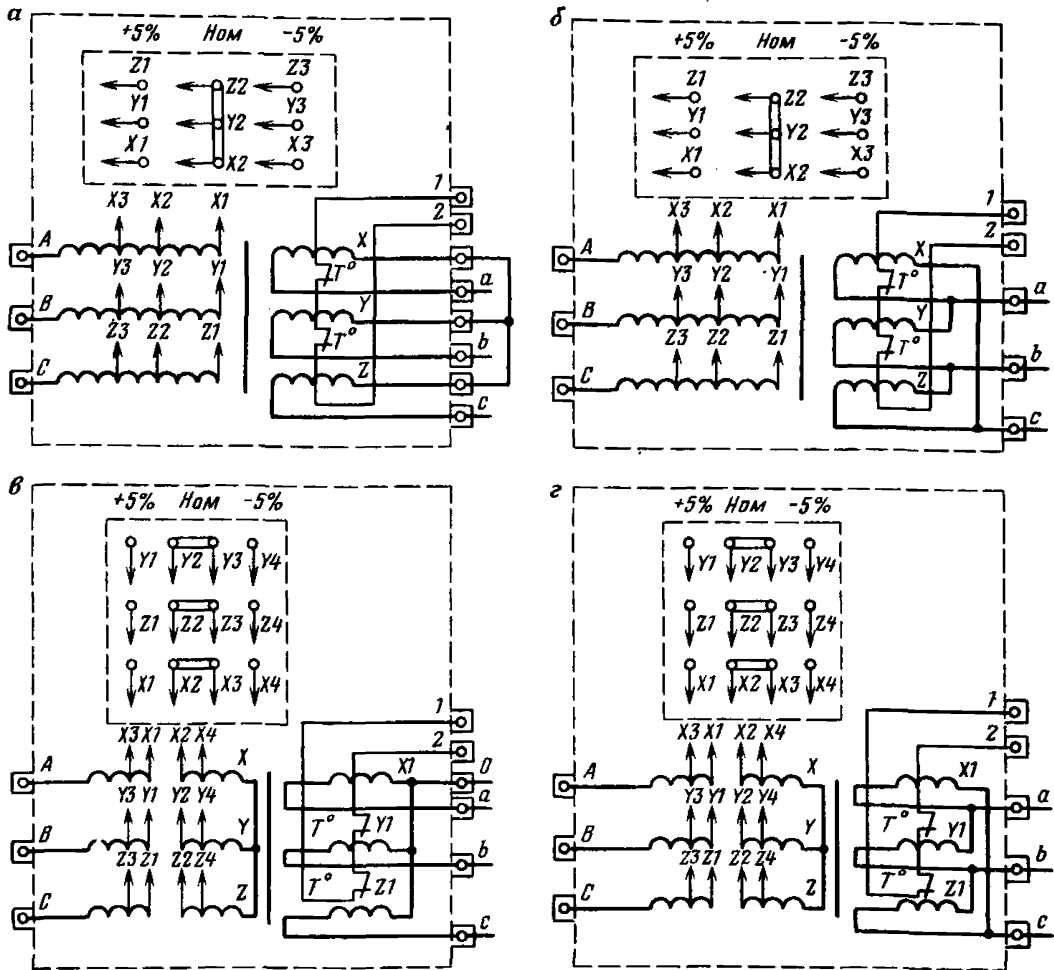 а
+5% Ном -5%
Z1 Z2 Z3
Y1 Y2 Y3
X1 X2 X3
X3 X2 X1
A
Y3 Y2 Y1
B
Z3 Z2 Z1
C
1
2
X
T°
a
Y
T°
b
Z
c
б
+5% Ном -5%
Z1 Z2 Z3
Y1 Y2 Y3
X1 X2 X3
X3 X2 X1
A
Y3 Y2 Y1
B
Z3 Z2 Z1
C
1
2
X
T°
a
Y
T°
b
Z
c
в
+5% Ном -5%
Y1 Y2 Y3 Y4
Z1 Z2 Z3 Z4
X1 X2 X3 X4
X3 X1 X2 X4
A X
Y3 Y1 Y2 Y4
B Y
Z3 Z1 Z2 Z4
C Z
1
2
X1 0
a
T° Y1
b
T° Z1
c
г
+5% Ном -5%
Y1 Y2 Y3 Y4
Z1 Z2 Z3 Z4
X1 X2 X3 X4
X3 X1 X2 X4
A X
Y3 Y1 Y2 Y4
B Y
Z3 Z1 Z2 Z4
C Z
1
2
X1
a
T° Y1
b
T° Z1
c